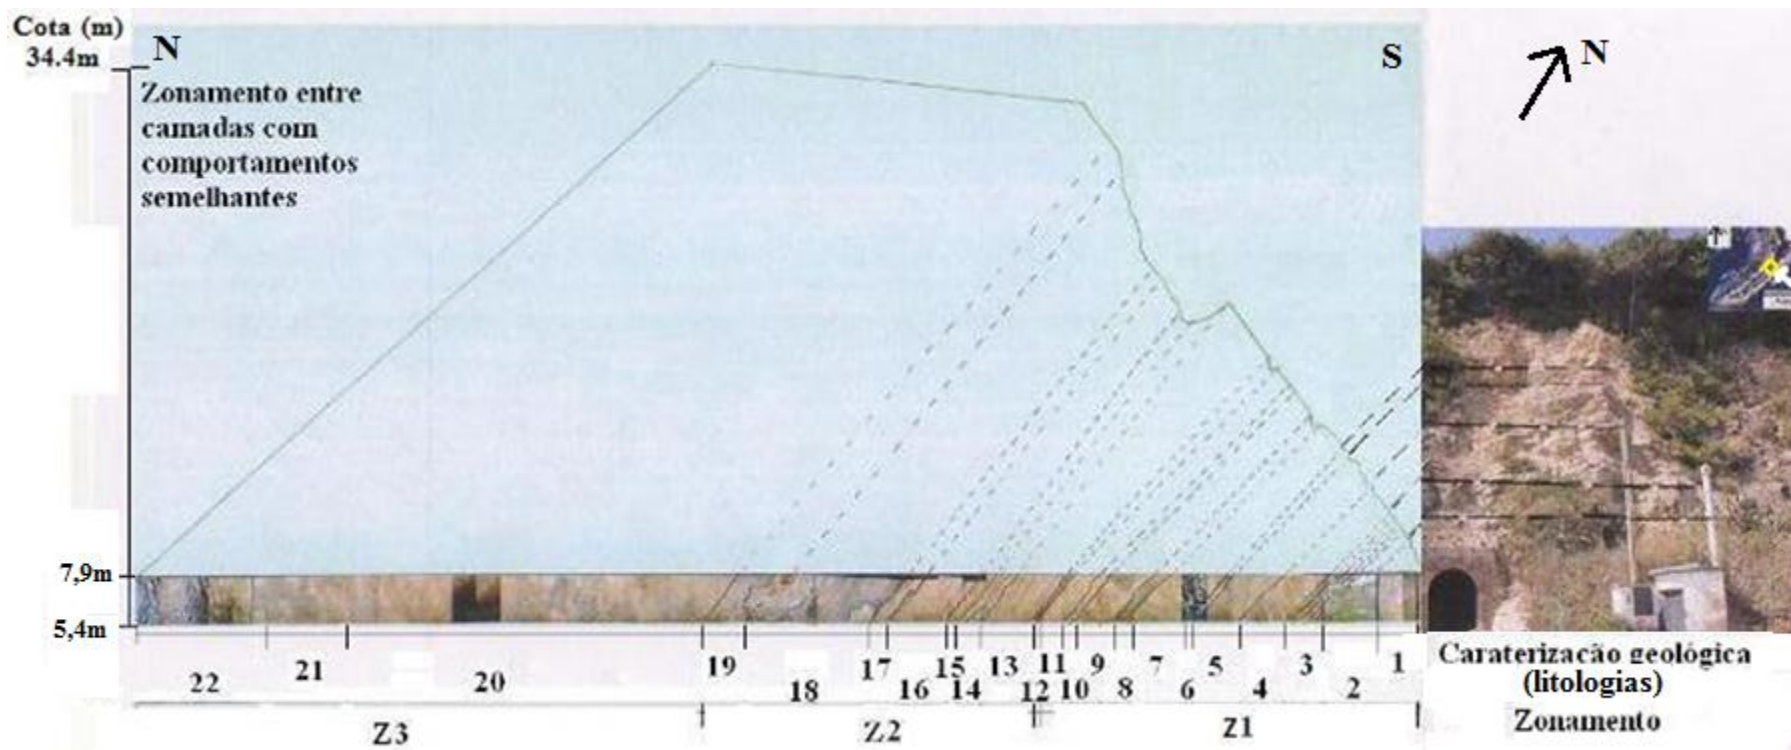 Cota (m)
34.4m
N
S
N
Zonamento entre
camadas com
comportamentos
semelhantes
7,9m
5,4m
22
21
20
19
18
17
16
15
14
13
12
11
10
9
8
7
6
5
4
3
2
1
Z3
Z2
Z1
Caraterização geológica
(litologias)
Zonamento